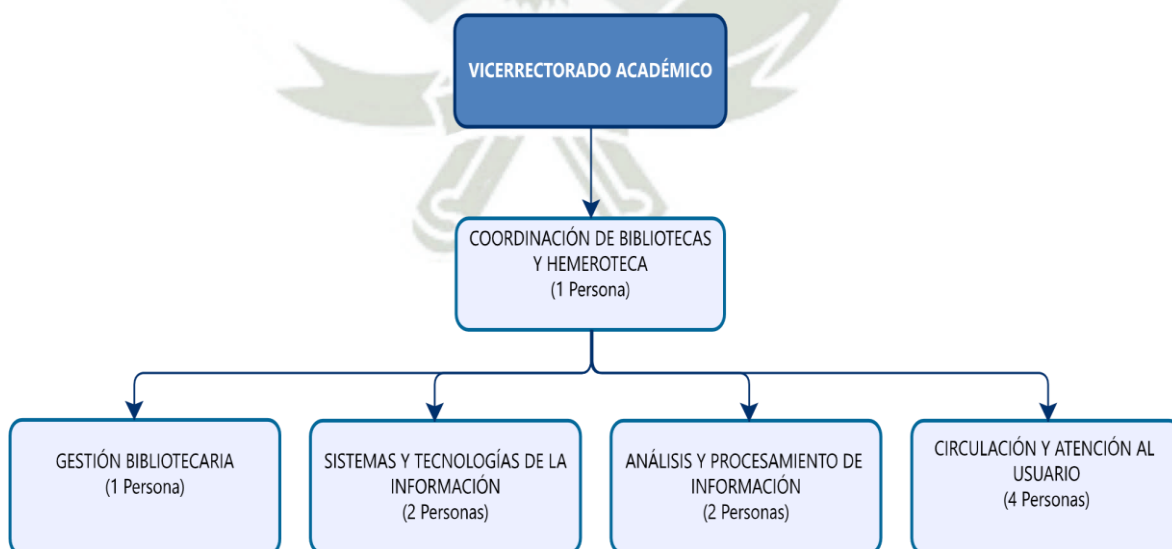 VICERRECTORADO ACADÉMICO
COORDINACIÓN DE BIBLIOTECAS
Y HEMEROTECA
(1 Persona)
GESTIÓN BIBLIOTECARIA
(1 Persona)
SISTEMAS Y TECNOLOGÍAS DE LA
INFORMACIÓN
(2 Personas)
ANÁLISIS Y PROCESAMIENTO DE
INFORMACIÓN
(2 Personas)
CIRCULACIÓN Y ATENCIÓN AL
USUARIO
(4 Personas)